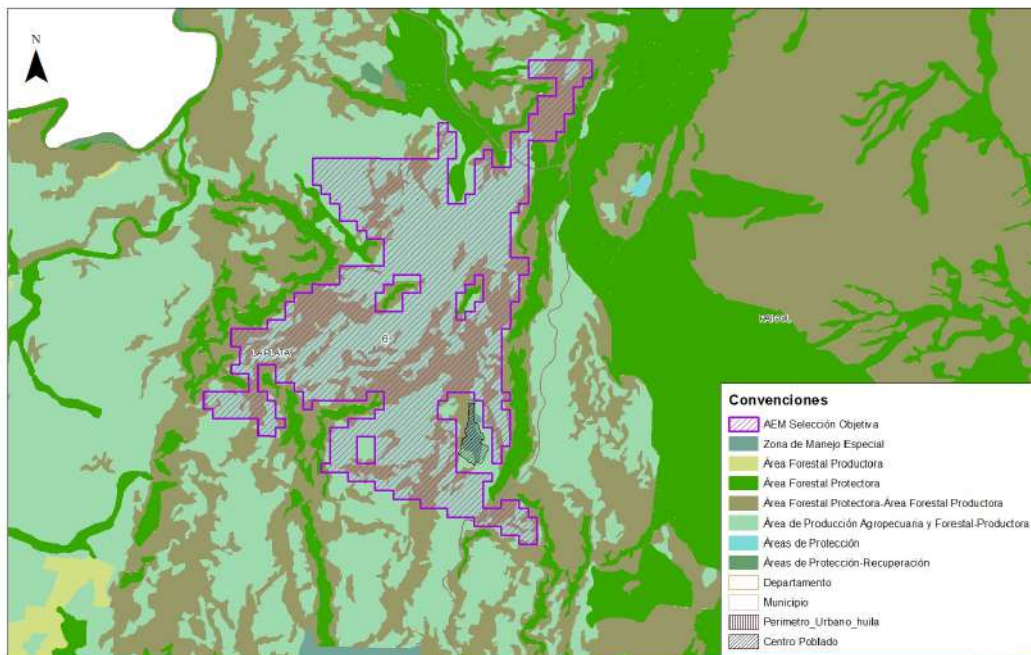 N
LA PLATA
6
Convenciones
AEM Selección Objetiva
Zona de Manejo Especial
Área Forestal Productora
Área Forestal Protectora
Área Forestal Protectora-Área Forestal Productora
Área de Producción Agropecuaria y Forestal-Productora
Áreas de Protección
Áreas de Protección-Recuperación
Departamento
Municipio
Perimetro_Urbano_huila
Centro Poblado